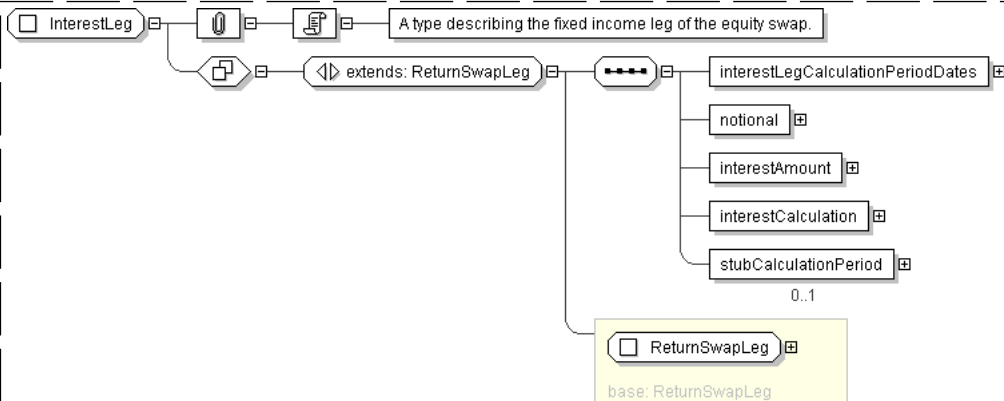 InterestLeg
A type describing the fixed income leg of the equity swap.
extends: ReturnSwapLeg
interestLegCalculationPeriodDates
notional
interestAmount
interestCalculation
stubCalculationPeriod
0..1
ReturnSwapLeg
base: ReturnSwapLeg